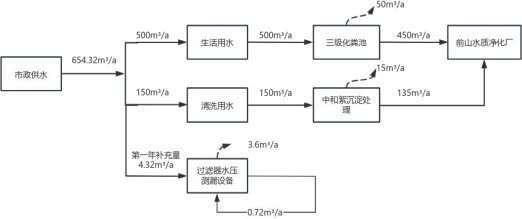 50m³/a
500m³/a
生活用水
500m³/a
三级化粪池
450m³/a
前山水质净化厂
654.32m³/a
市政供水
15m³/a
150m³/a
清洗用水
150m³/a
中和絮沉淀处
理
135m³/a
第一年补充量
4.32m³/a
3.6m³/a
过滤器水压
测漏设备
0.72m³/a